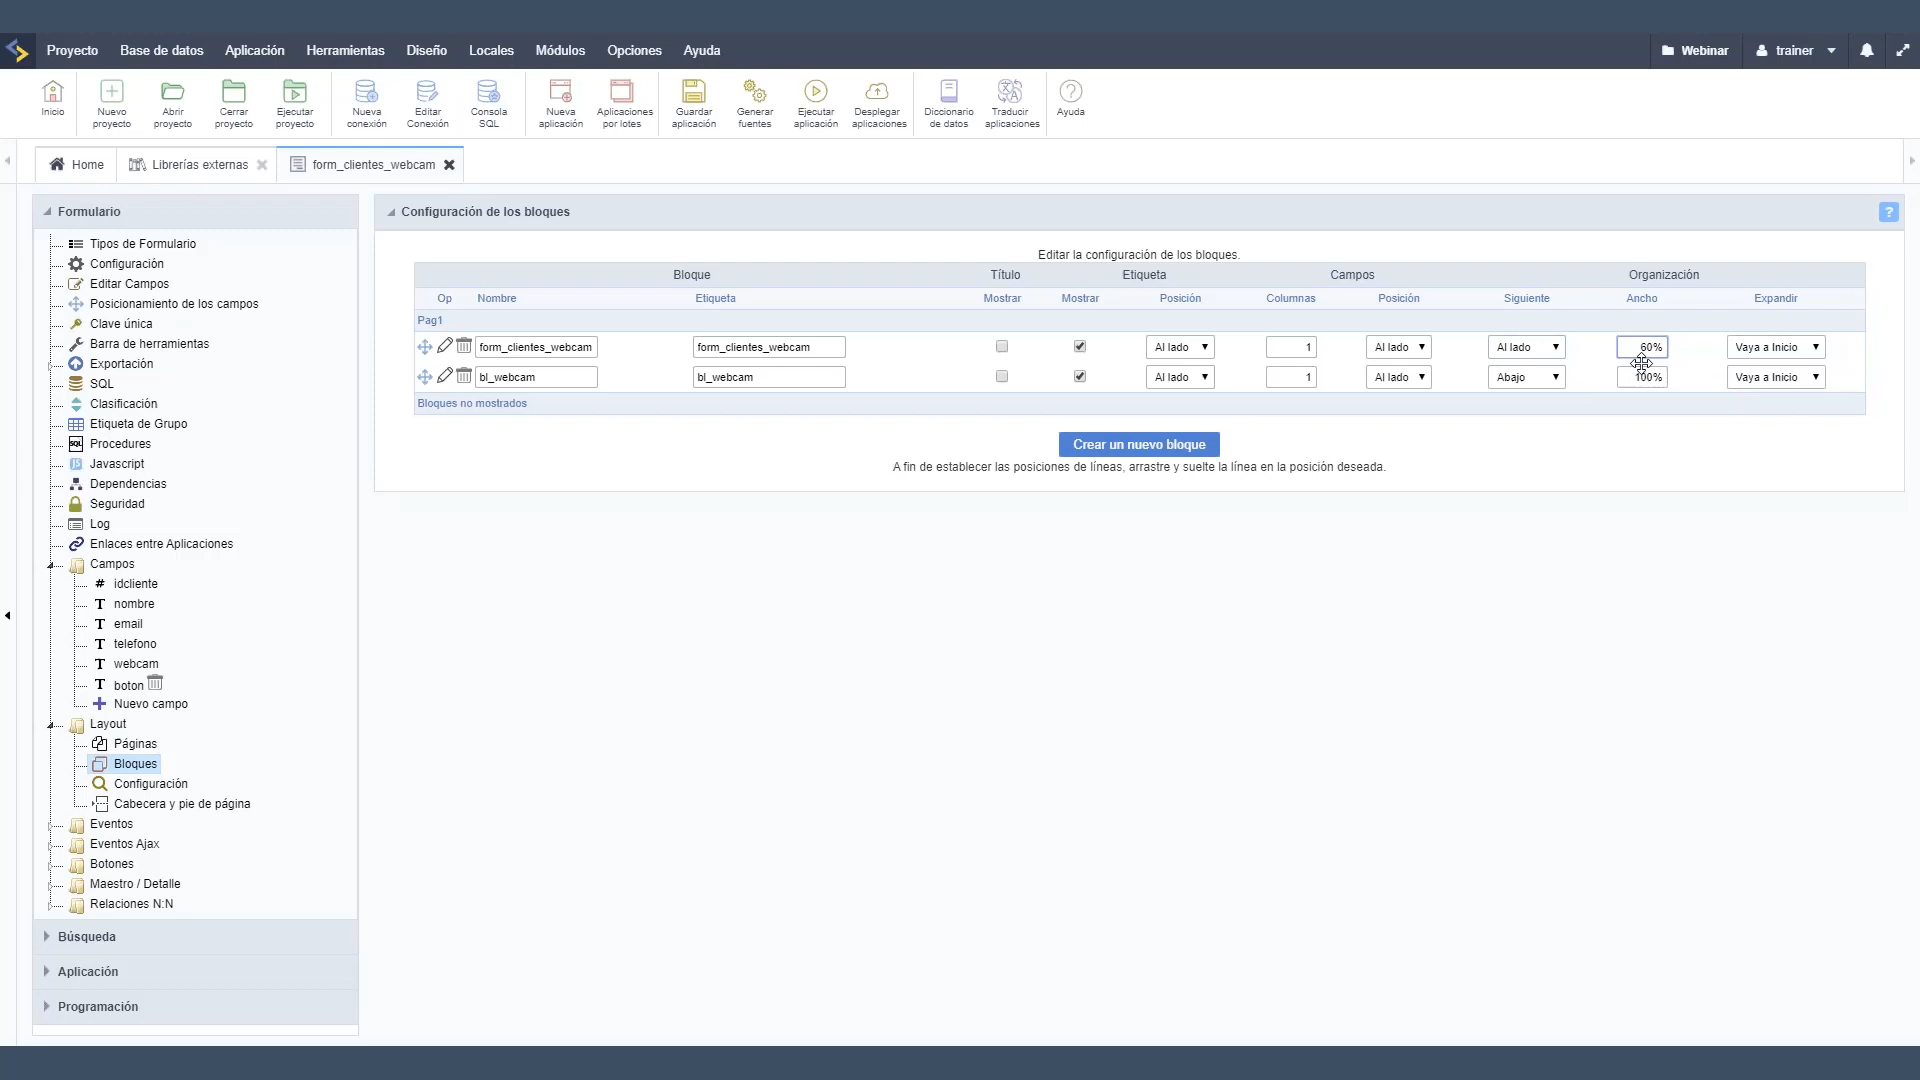 Proyecto Base de datos Aplicación Herramientas Diseño Locales Módulos Opciones Ayuda Webinar trainer
Inicio
Nuevo proyecto
Abrir proyecto
Cerrar proyecto
Ejecutar proyecto
Nueva conexión
Editar Conexión
Consola SQL
Nueva aplicación
Aplicaciones por lotes
Guardar aplicación
Generar fuentes
Ejecutar aplicación
Desplegar aplicaciones
Diccionario de datos
Traducir aplicaciones
Ayuda
Home Librerías externas form_clientes_webcam
Formulario
Tipos de Formulario
Configuración
Editar Campos
Posicionamiento de los campos
Clave única
Barra de herramientas
Exportación
SQL
Clasificación
Etiqueta de Grupo
Procedures
Javascript
Dependencias
Seguridad
Log
Enlaces entre Aplicaciones
Campos
# idcliente
T nombre
T email
T telefono
T webcam
T boton
Nuevo campo
Layout
Páginas
Bloques
Configuración
Cabecera y pie de página
Eventos
Eventos Ajax
Botones
Maestro / Detalle
Relaciones N:N
Búsqueda
Aplicación
Programación
Configuración de los bloques ?
Editar la configuración de los bloques.
Bloque Título Etiqueta Campos Organización
Op Nombre Etiqueta Mostrar Mostrar Posición Columnas Posición Siguiente Ancho Expandir
Pag1
form_clientes_webcam form_clientes_webcam Al lado 1 Al lado Al lado 60% Vaya a Inicio
bl_webcam bl_webcam Al lado 1 Al lado Abajo 100% Vaya a Inicio
Bloques no mostrados
Crear un nuevo bloque
A fin de establecer las posiciones de líneas, arrastre y suelte la línea en la posición deseada.